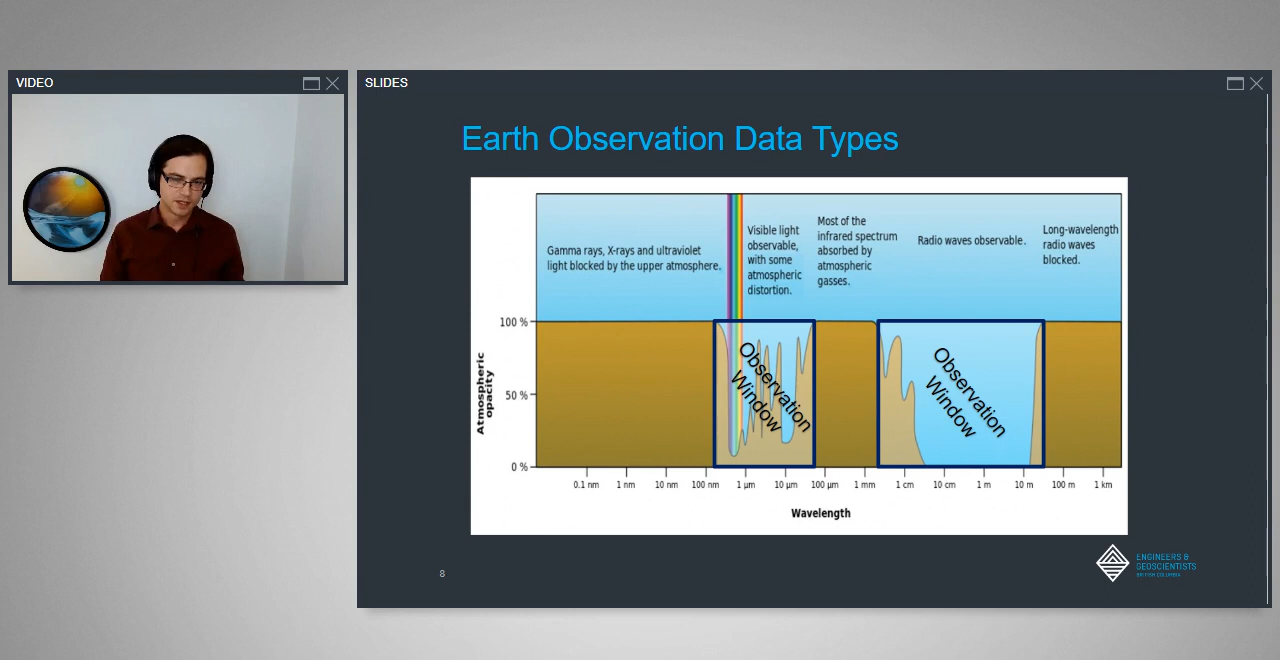 VIDEO
SLIDES
Earth Observation Data Types
Gamma rays, X-rays and ultraviolet
light blocked by the upper atmosphere.
Visible light
observable,
with some
atmospheric
distortion.
Most of the
infrared spectrum
absorbed by
atmospheric
gasses.
Radio waves observable.
Long-wavelength
radio waves
blocked.
Atmospheric
opacity
100 %
50 %
0 %
Observation
Window
Observation
Window
0.1 nm 1 nm 10 nm 100 nm 1 µm 10 µm 100 µm 1 mm 1 cm 10 cm 1 m 10 m 100 m 1 km
Wavelength
8
ENGINEERS &
GEOSCIENTISTS
BRITISH COLUMBIA